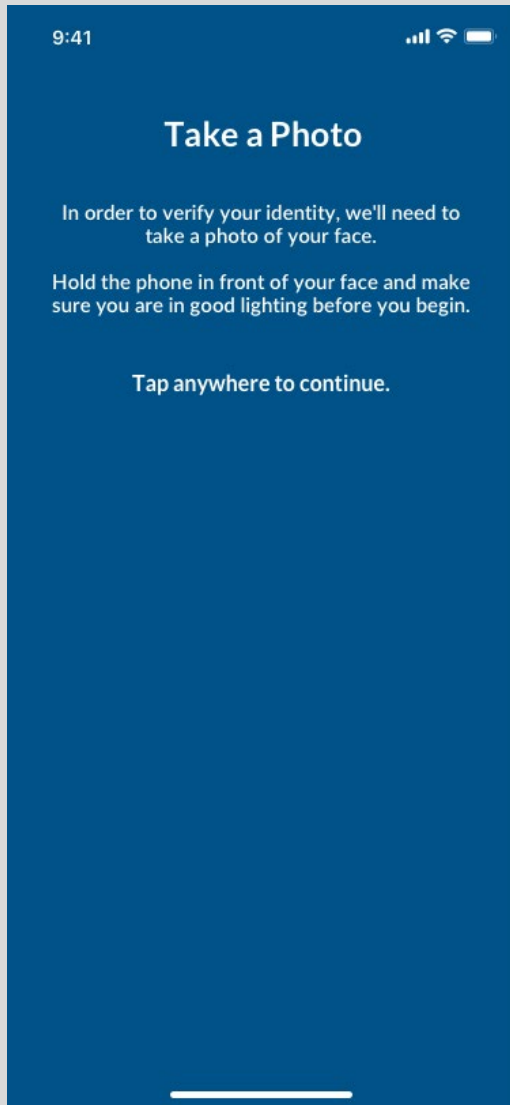 9:41
Take a Photo
In order to verify your identity, we'll need to
take a photo of your face.
Hold the phone in front of your face and make
sure you are in good lighting before you begin.
Tap anywhere to continue.